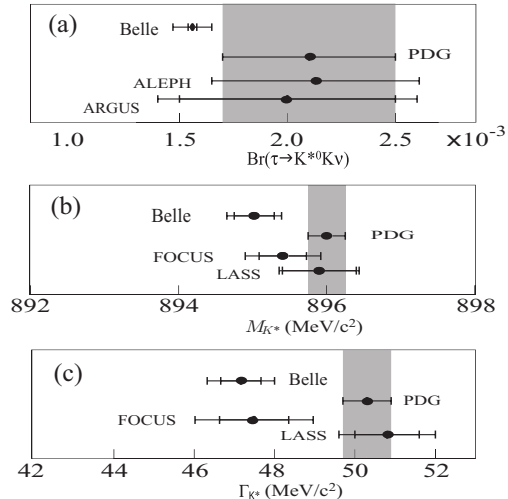 (a)
Belle
PDG
ALEPH
ARGUS
1.0 1.5 2.0 2.5 ×10⁻³
Br(τ→K*⁰Kν)
(b)
Belle
PDG
FOCUS
LASS
892 894 896 898
M_K* (MeV/c²)
(c)
Belle
PDG
FOCUS
LASS
42 44 46 48 50 52
Γ_K* (MeV/c²)